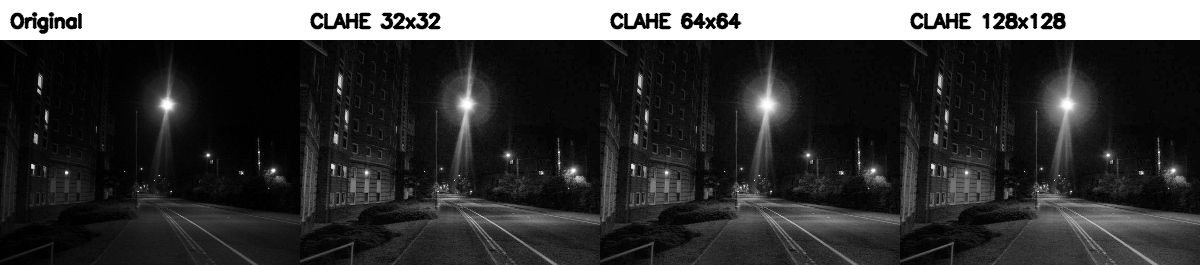 Original
CLAHE 32x32
CLAHE 64x64
CLAHE 128x128